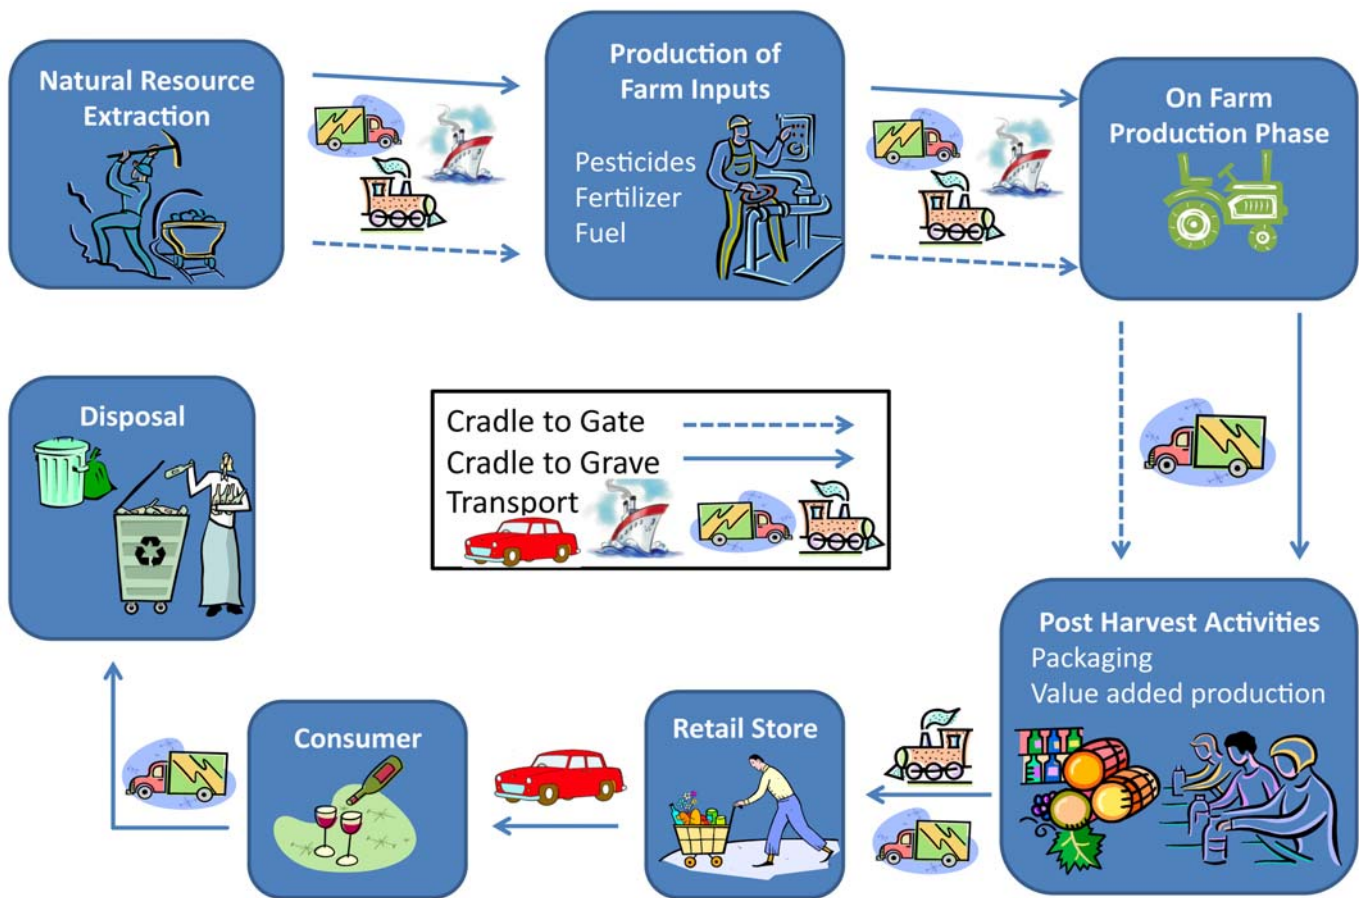 Natural Resource
Extraction
Production of
Farm Inputs
Pesticides
Fertilizer
Fuel
On Farm
Production Phase
Disposal
Cradle to Gate
Cradle to Grave
Transport
Post Harvest Activities
Packaging
Value added production
Retail Store
Consumer